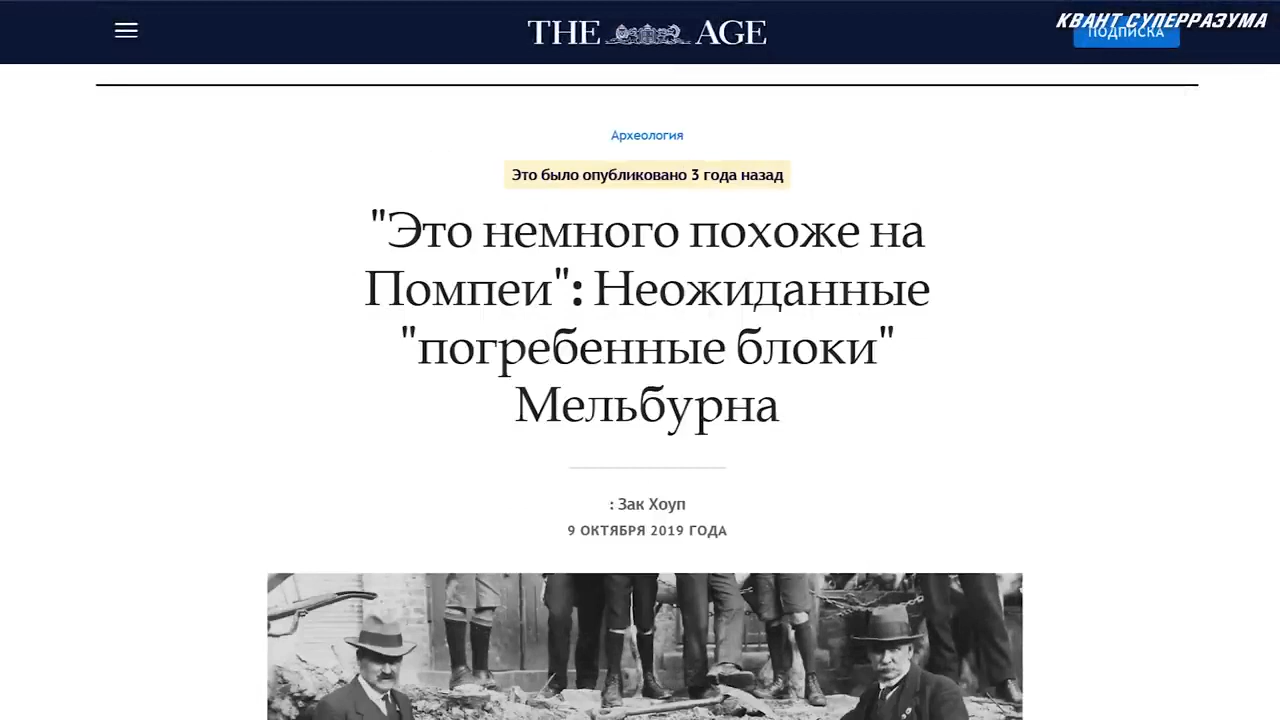 КВАНТ СУПЕРРАЗУМА
THE AGE
ПОДПИСКА
Археология
Это было опубликовано 3 года назад
"Это немного похоже на
Помпеи": Неожиданные
"погребенные блоки"
Мельбурна
: Зак Хоуп
9 ОКТЯБРЯ 2019 ГОДА